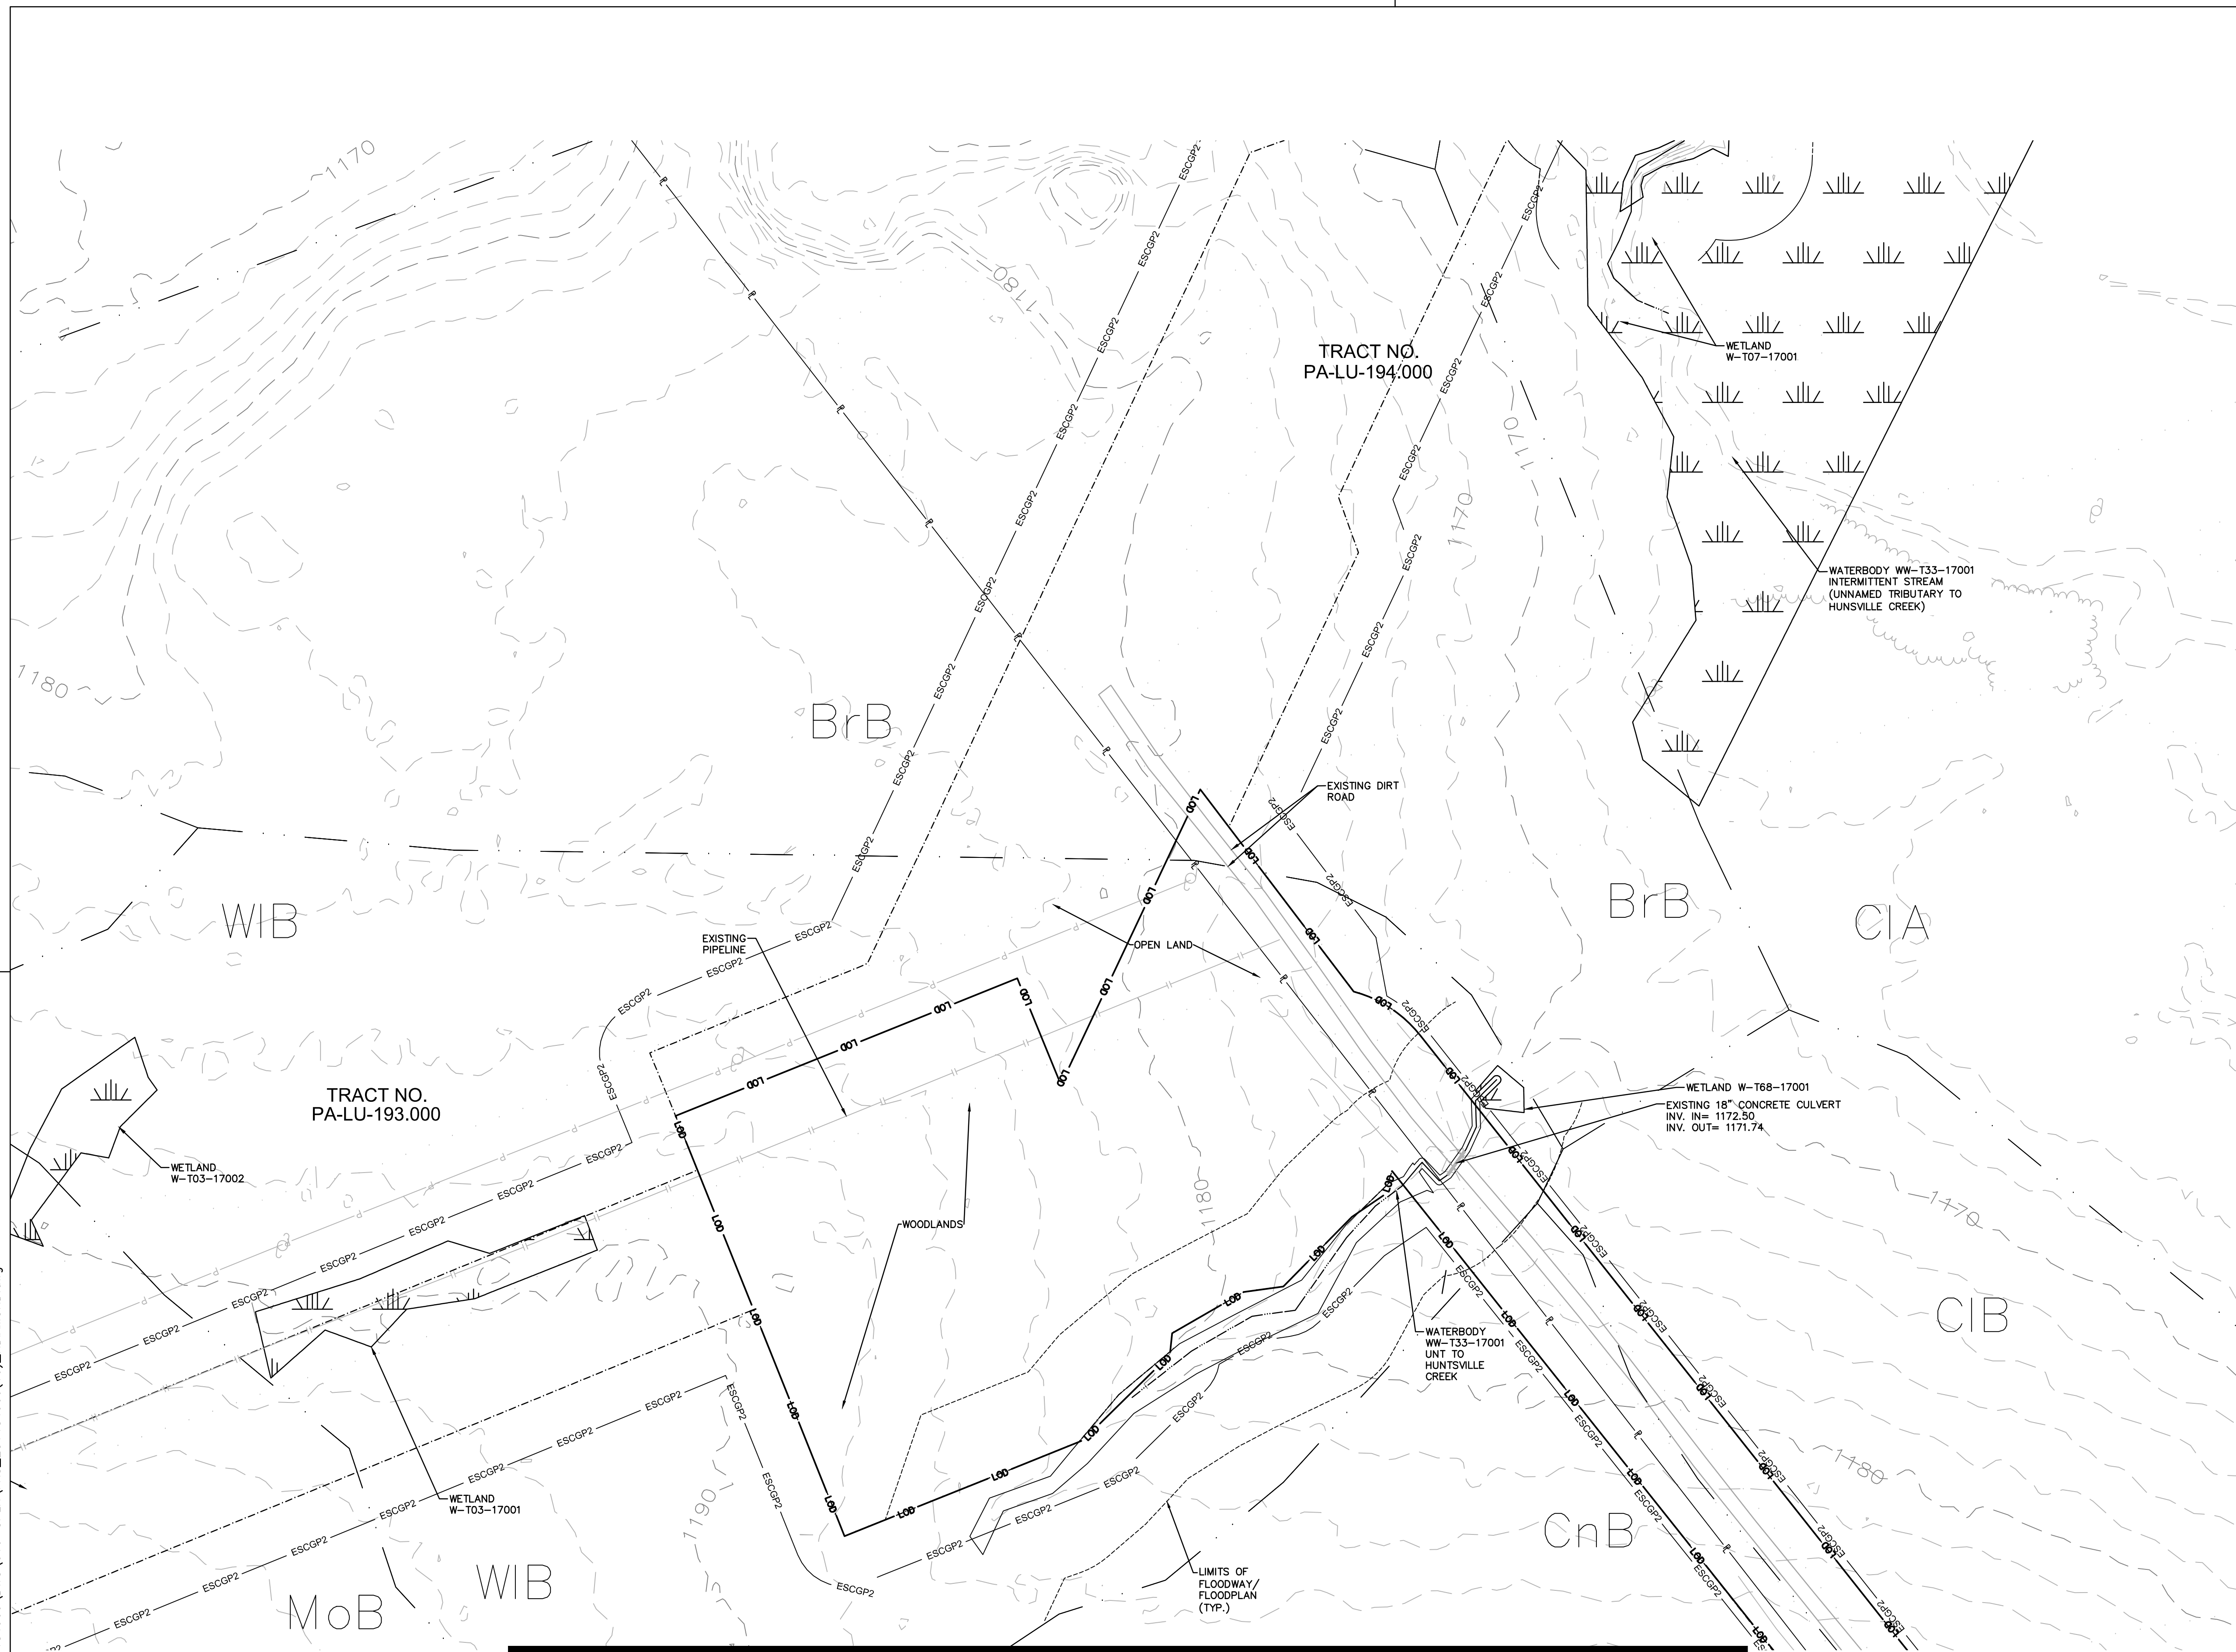 1170
1180
TRACT NO.
PA-LU-194.000
WETLAND
W-T07-17001
1170
1170
WATERBODY WW-T33-17001
INTERMITTENT STREAM
(UNNAMED TRIBUTARY TO
HUNSVILLE CREEK)
1180
BrB
EXISTING DIRT
ROAD
WIB
EXISTING
PIPELINE
OPEN LAND
BrB
CIA
TRACT NO.
PA-LU-193.000
WETLAND W-T68-17001
EXISTING 18" CONCRETE CULVERT
INV. IN= 1172.50
INV. OUT= 1171.74
WETLAND
W-T03-17002
WOODLANDS
1180
1170
CIB
WATERBODY
WW-T33-17001
UNT TO
HUNTSVILLE
CREEK
WETLAND
W-T03-17001
1190
1180
CnB
WIB
MoB
LIMITS OF
FLOODWAY/
FLOODPLAN
(TYP.)
ESCGP2
LOD